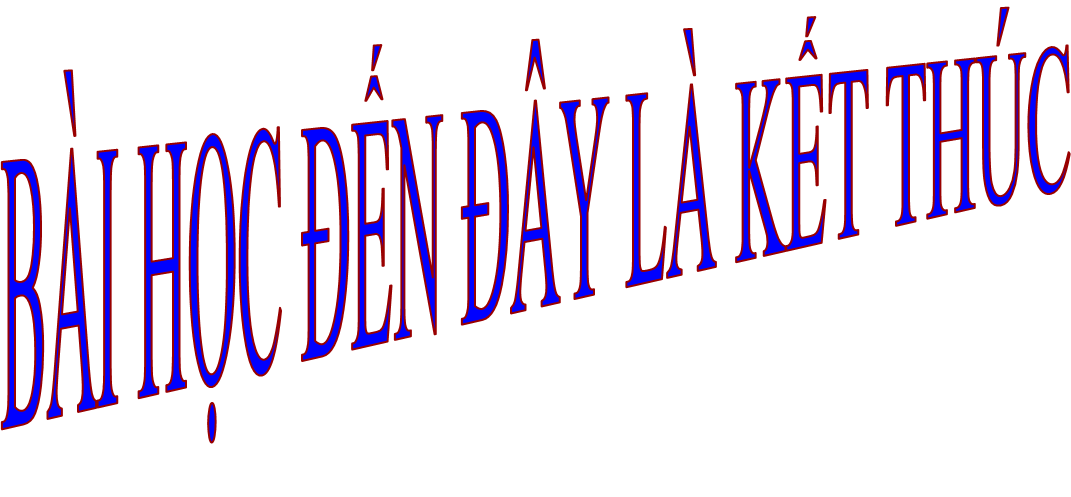 BÀI HỌC ĐẾN ĐÂY LÀ KẾT THÚC